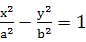 x²/a² − y²/b² = 1